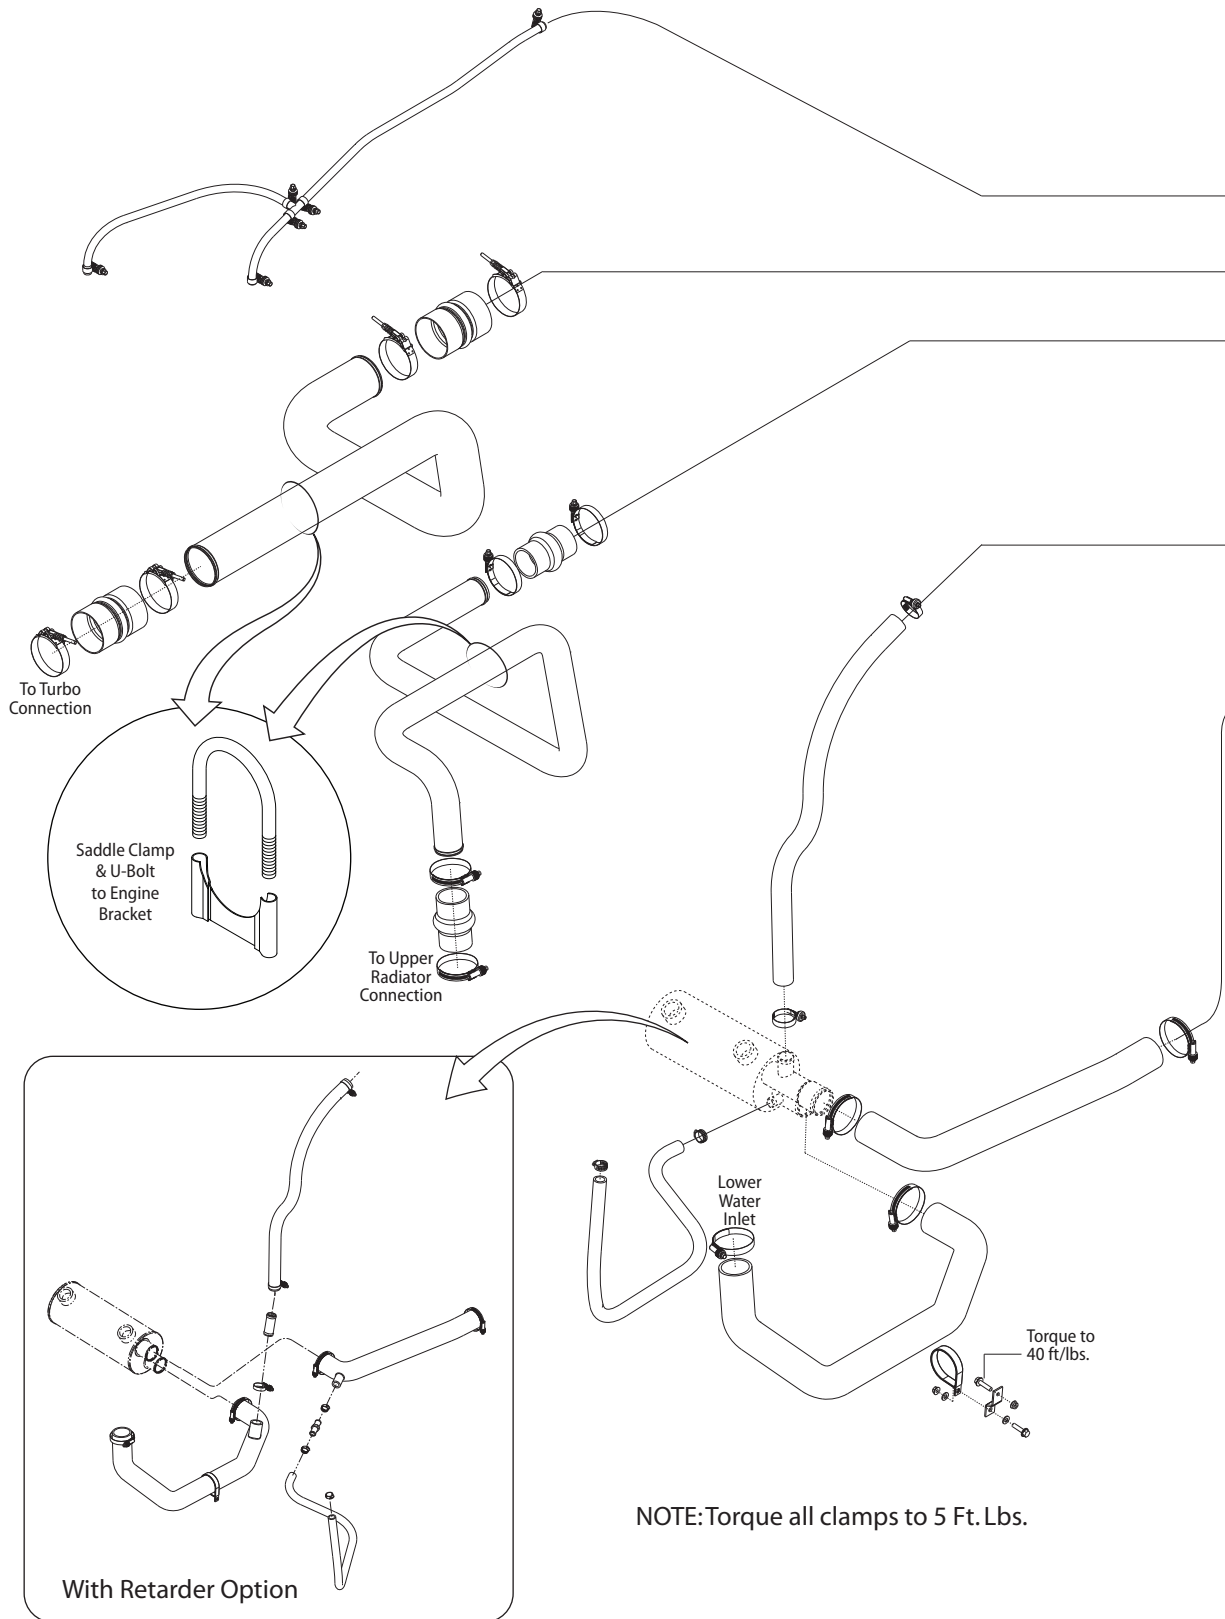 To Turbo
Connection
Saddle Clamp
& U-Bolt
to Engine
Bracket
To Upper
Radiator
Connection
Lower
Water
Inlet
Torque to
40 ft/lbs.
NOTE: Torque all clamps to 5 Ft. Lbs.
With Retarder Option